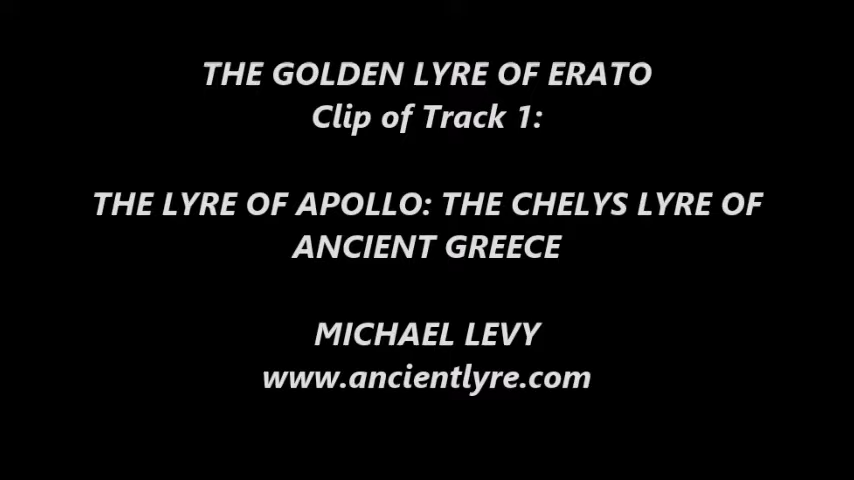 THE GOLDEN LYRE OF ERATO
Clip of Track 1:
THE LYRE OF APOLLO: THE CHELYS LYRE OF
ANCIENT GREECE
MICHAEL LEVY
www.ancientlyre.com